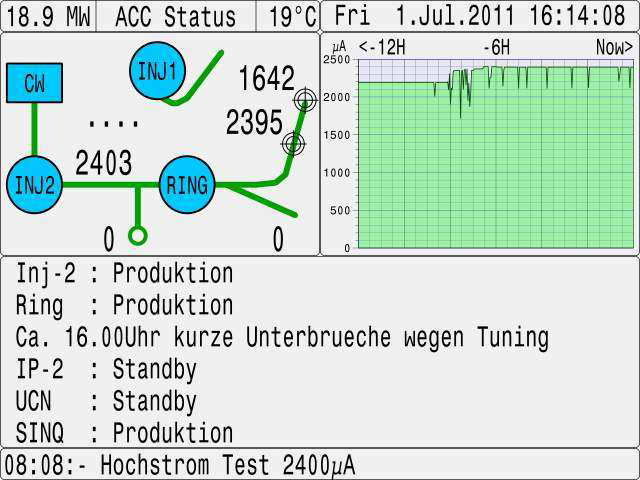 18.9 MW ACC Status 19°C Fri 1.Jul.2011 16:14:08
CW
INJ1
1642
2395
....
2403
INJ2
RING
0
0
µA <-12H -6H Now>
2500
2000
1500
1000
500
0
Inj-2 : Produktion
Ring : Produktion
Ca. 16.00Uhr kurze Unterbrueche wegen Tuning
IP-2 : Standby
UCN : Standby
SINQ : Produktion
08:08:- Hochstrom Test 2400µA